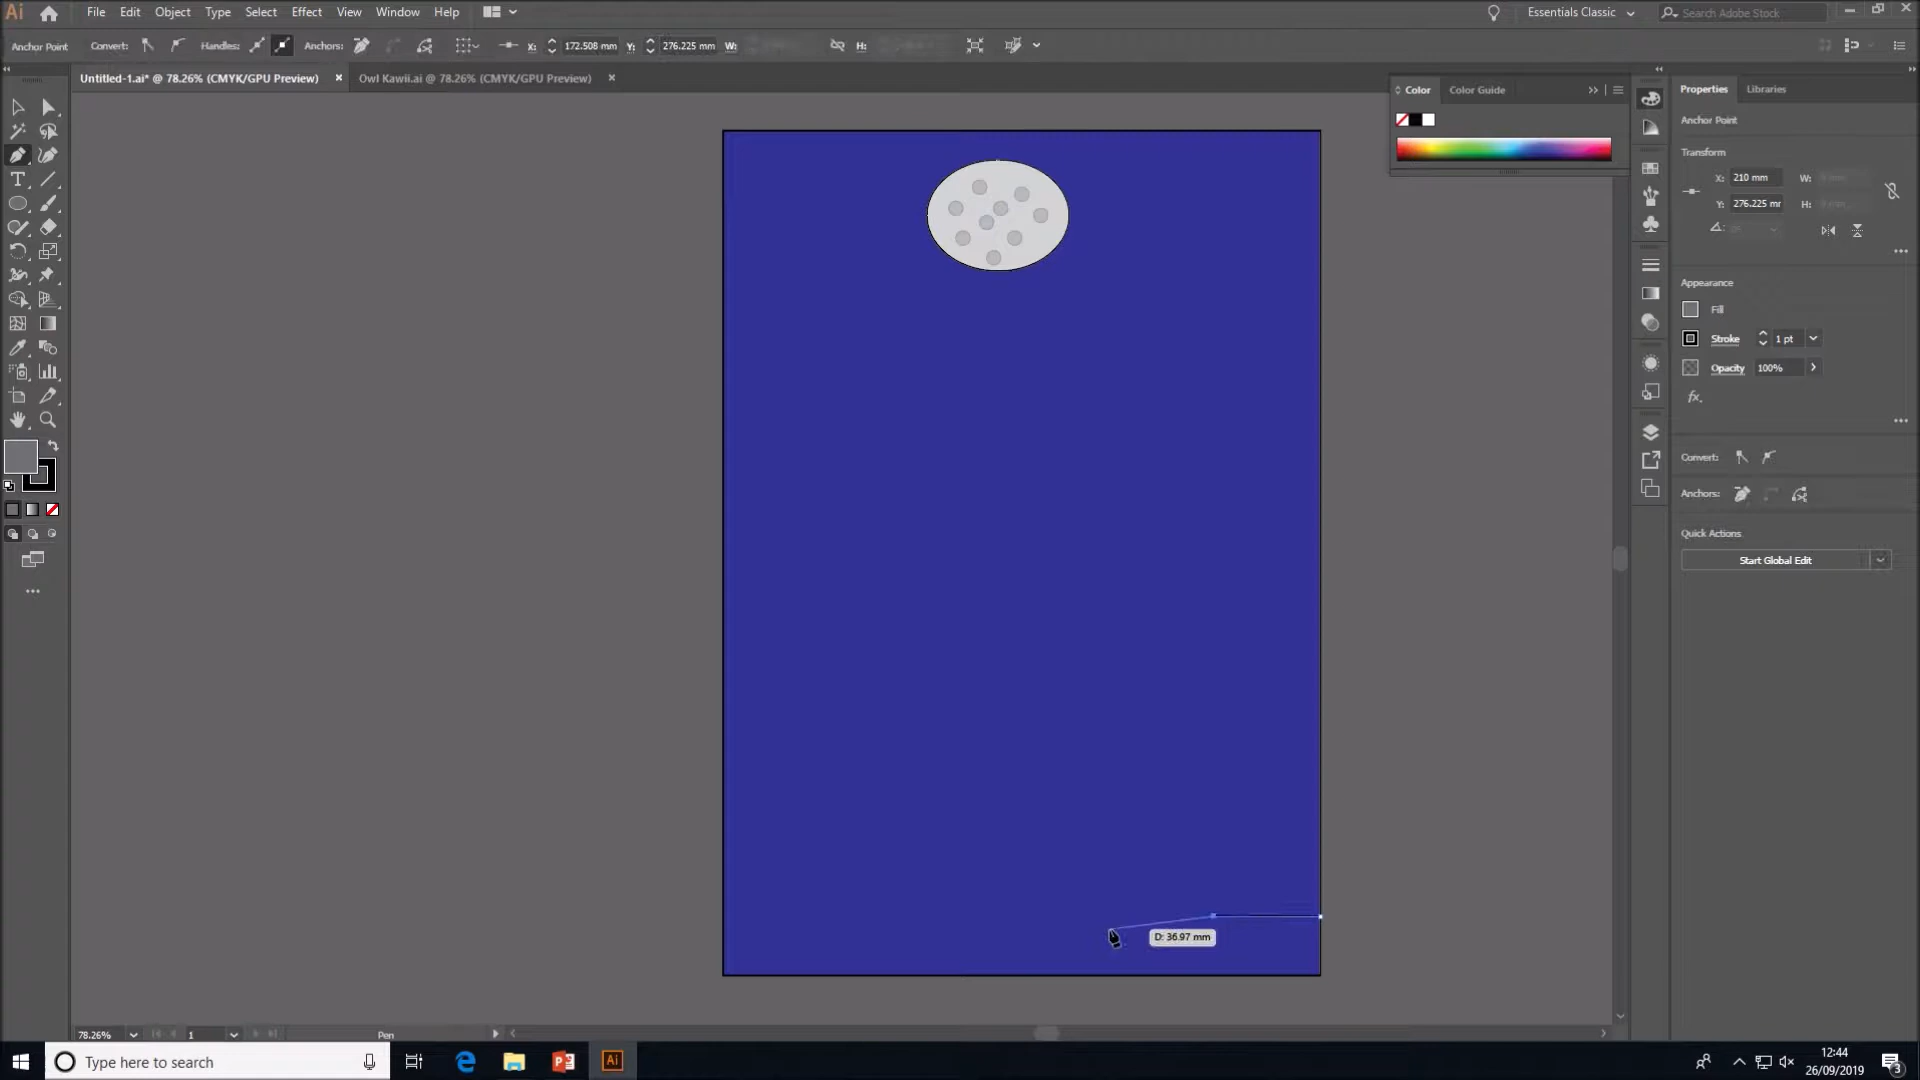 Ai File Edit Object Type Select Effect View Window Help Essentials Classic Search Adobe Stock
Anchor Point Convert: Handles: Anchors: X: 172.508 mm Y: 276.225 mm W: H:
Untitled-1.ai* @ 78.26% (CMYK/GPU Preview) Owl Kawii.ai @ 78.26% (CMYK/GPU Preview)
Color Color Guide
Properties Libraries
Anchor Point
Transform
X: 210 mm W:
Y: 276.225 mr H:
Appearance
Fill
Stroke 1 pt
Opacity 100%
fx.
Convert:
Anchors:
Quick Actions
Start Global Edit
D: 36.97 mm
78.26% 1 Pen
Type here to search
Ai
12:44
26/09/2019
3